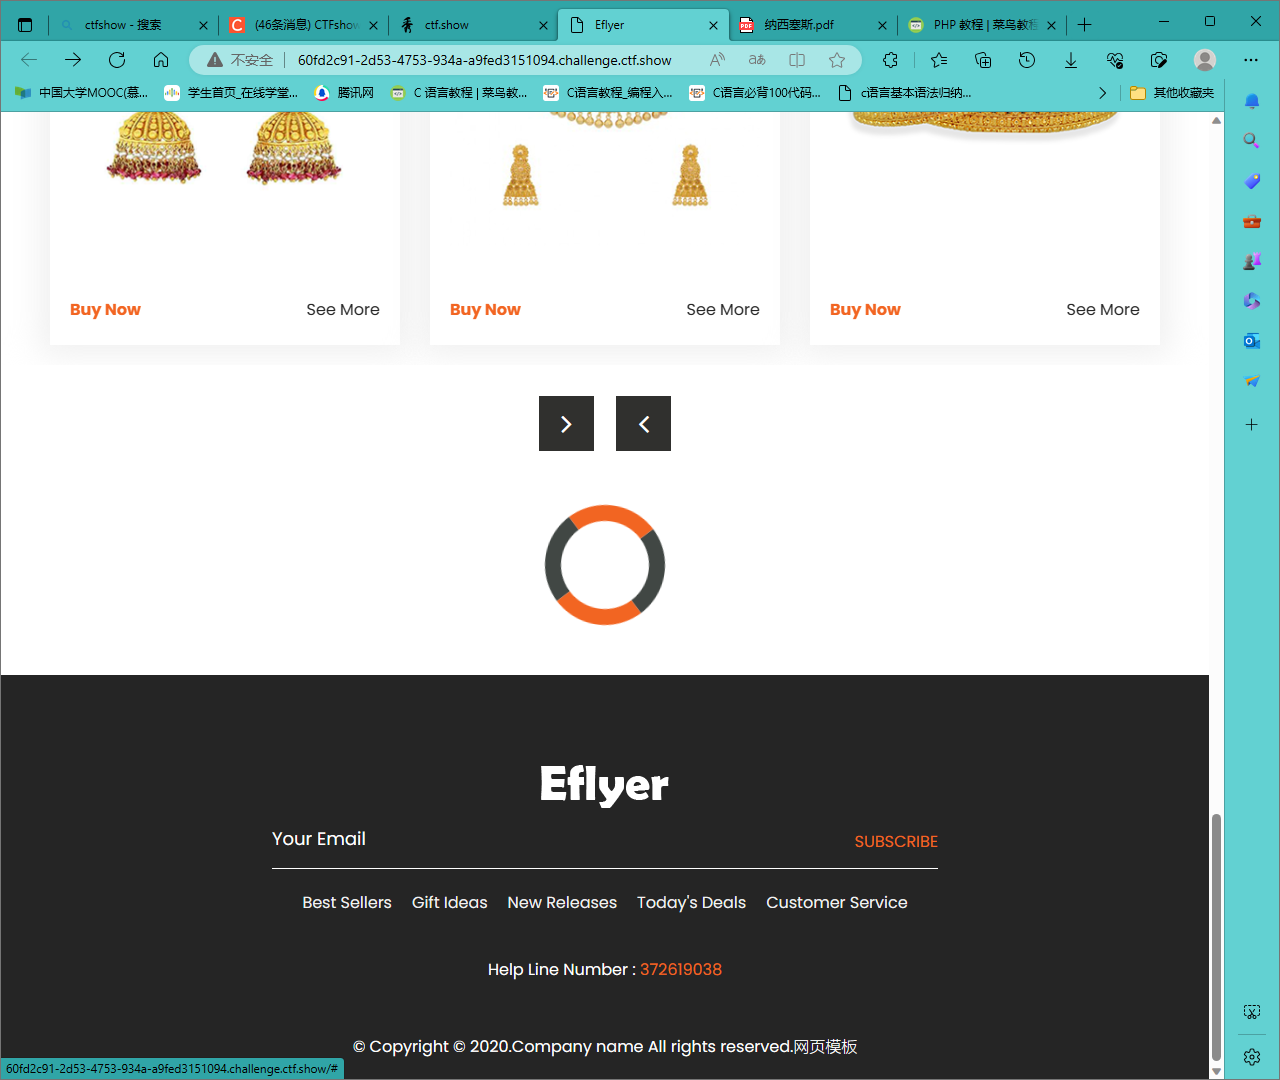 ctfshow - 搜索
(46条消息) CTFshow
ctf.show
Eflyer
纳西塞斯.pdf
PHP 教程 | 菜鸟教程
不安全
60fd2c91-2d53-4753-934a-a9fed3151094.challenge.ctf.show
中国大学MOOC(慕...
学生首页_在线学堂...
腾讯网
C 语言教程 | 菜鸟教...
C语言教程_编程入...
C语言必背100代码...
c语言基本语法归纳...
其他收藏夹
Buy Now
See More
Buy Now
See More
Buy Now
See More
Eflyer
Your Email
SUBSCRIBE
Best Sellers
Gift Ideas
New Releases
Today's Deals
Customer Service
Help Line Number : 372619038
© Copyright © 2020.Company name All rights reserved.网页模板
60fd2c91-2d53-4753-934a-a9fed3151094.challenge.ctf.show/#